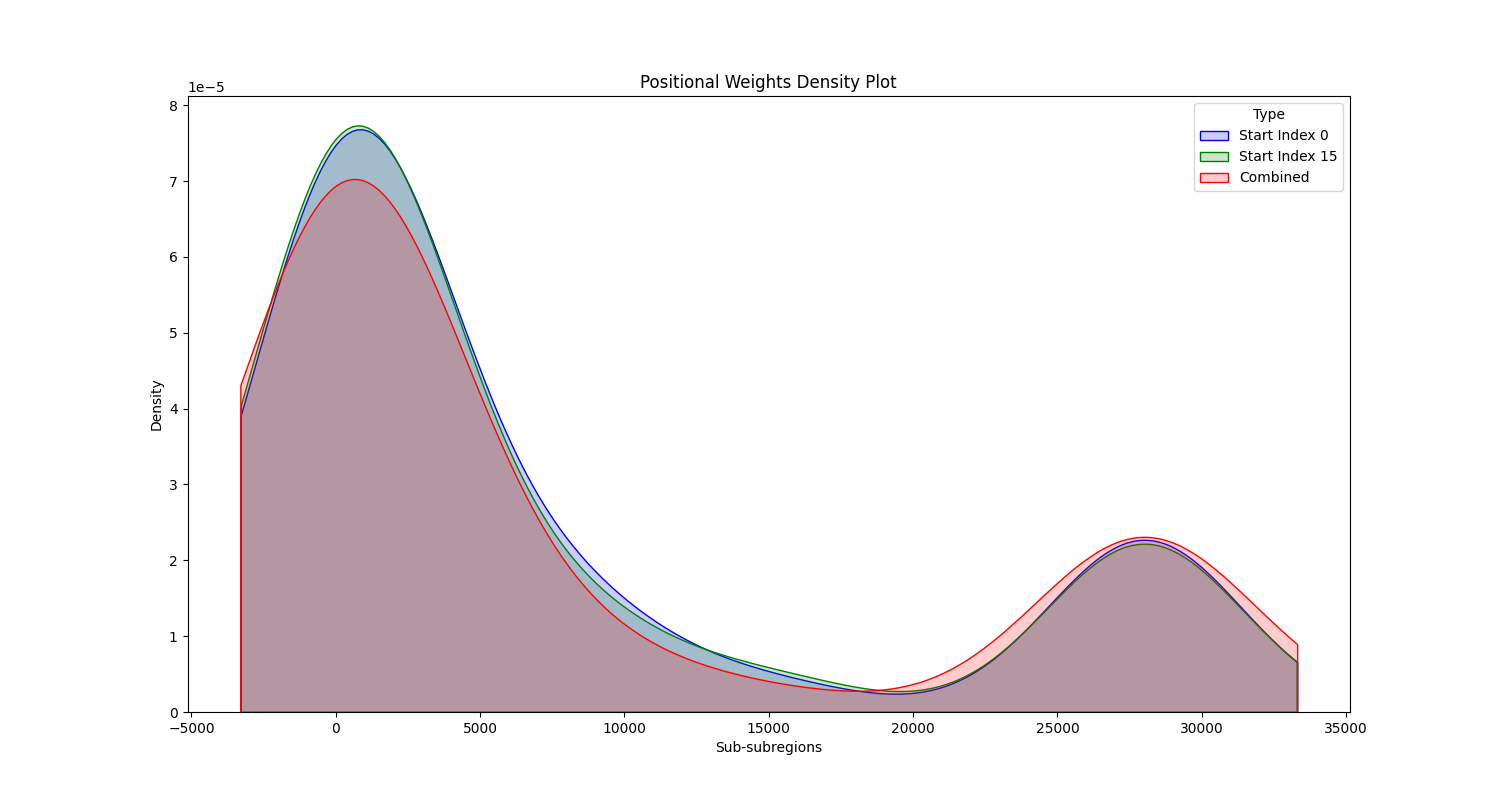 Positional Weights Density Plot
1e−5
8
7
6
5
4
3
2
1
0
Density
Type
Start Index 0
Start Index 15
Combined
−5000 0 5000 10000 15000 20000 25000 30000 35000
Sub-subregions